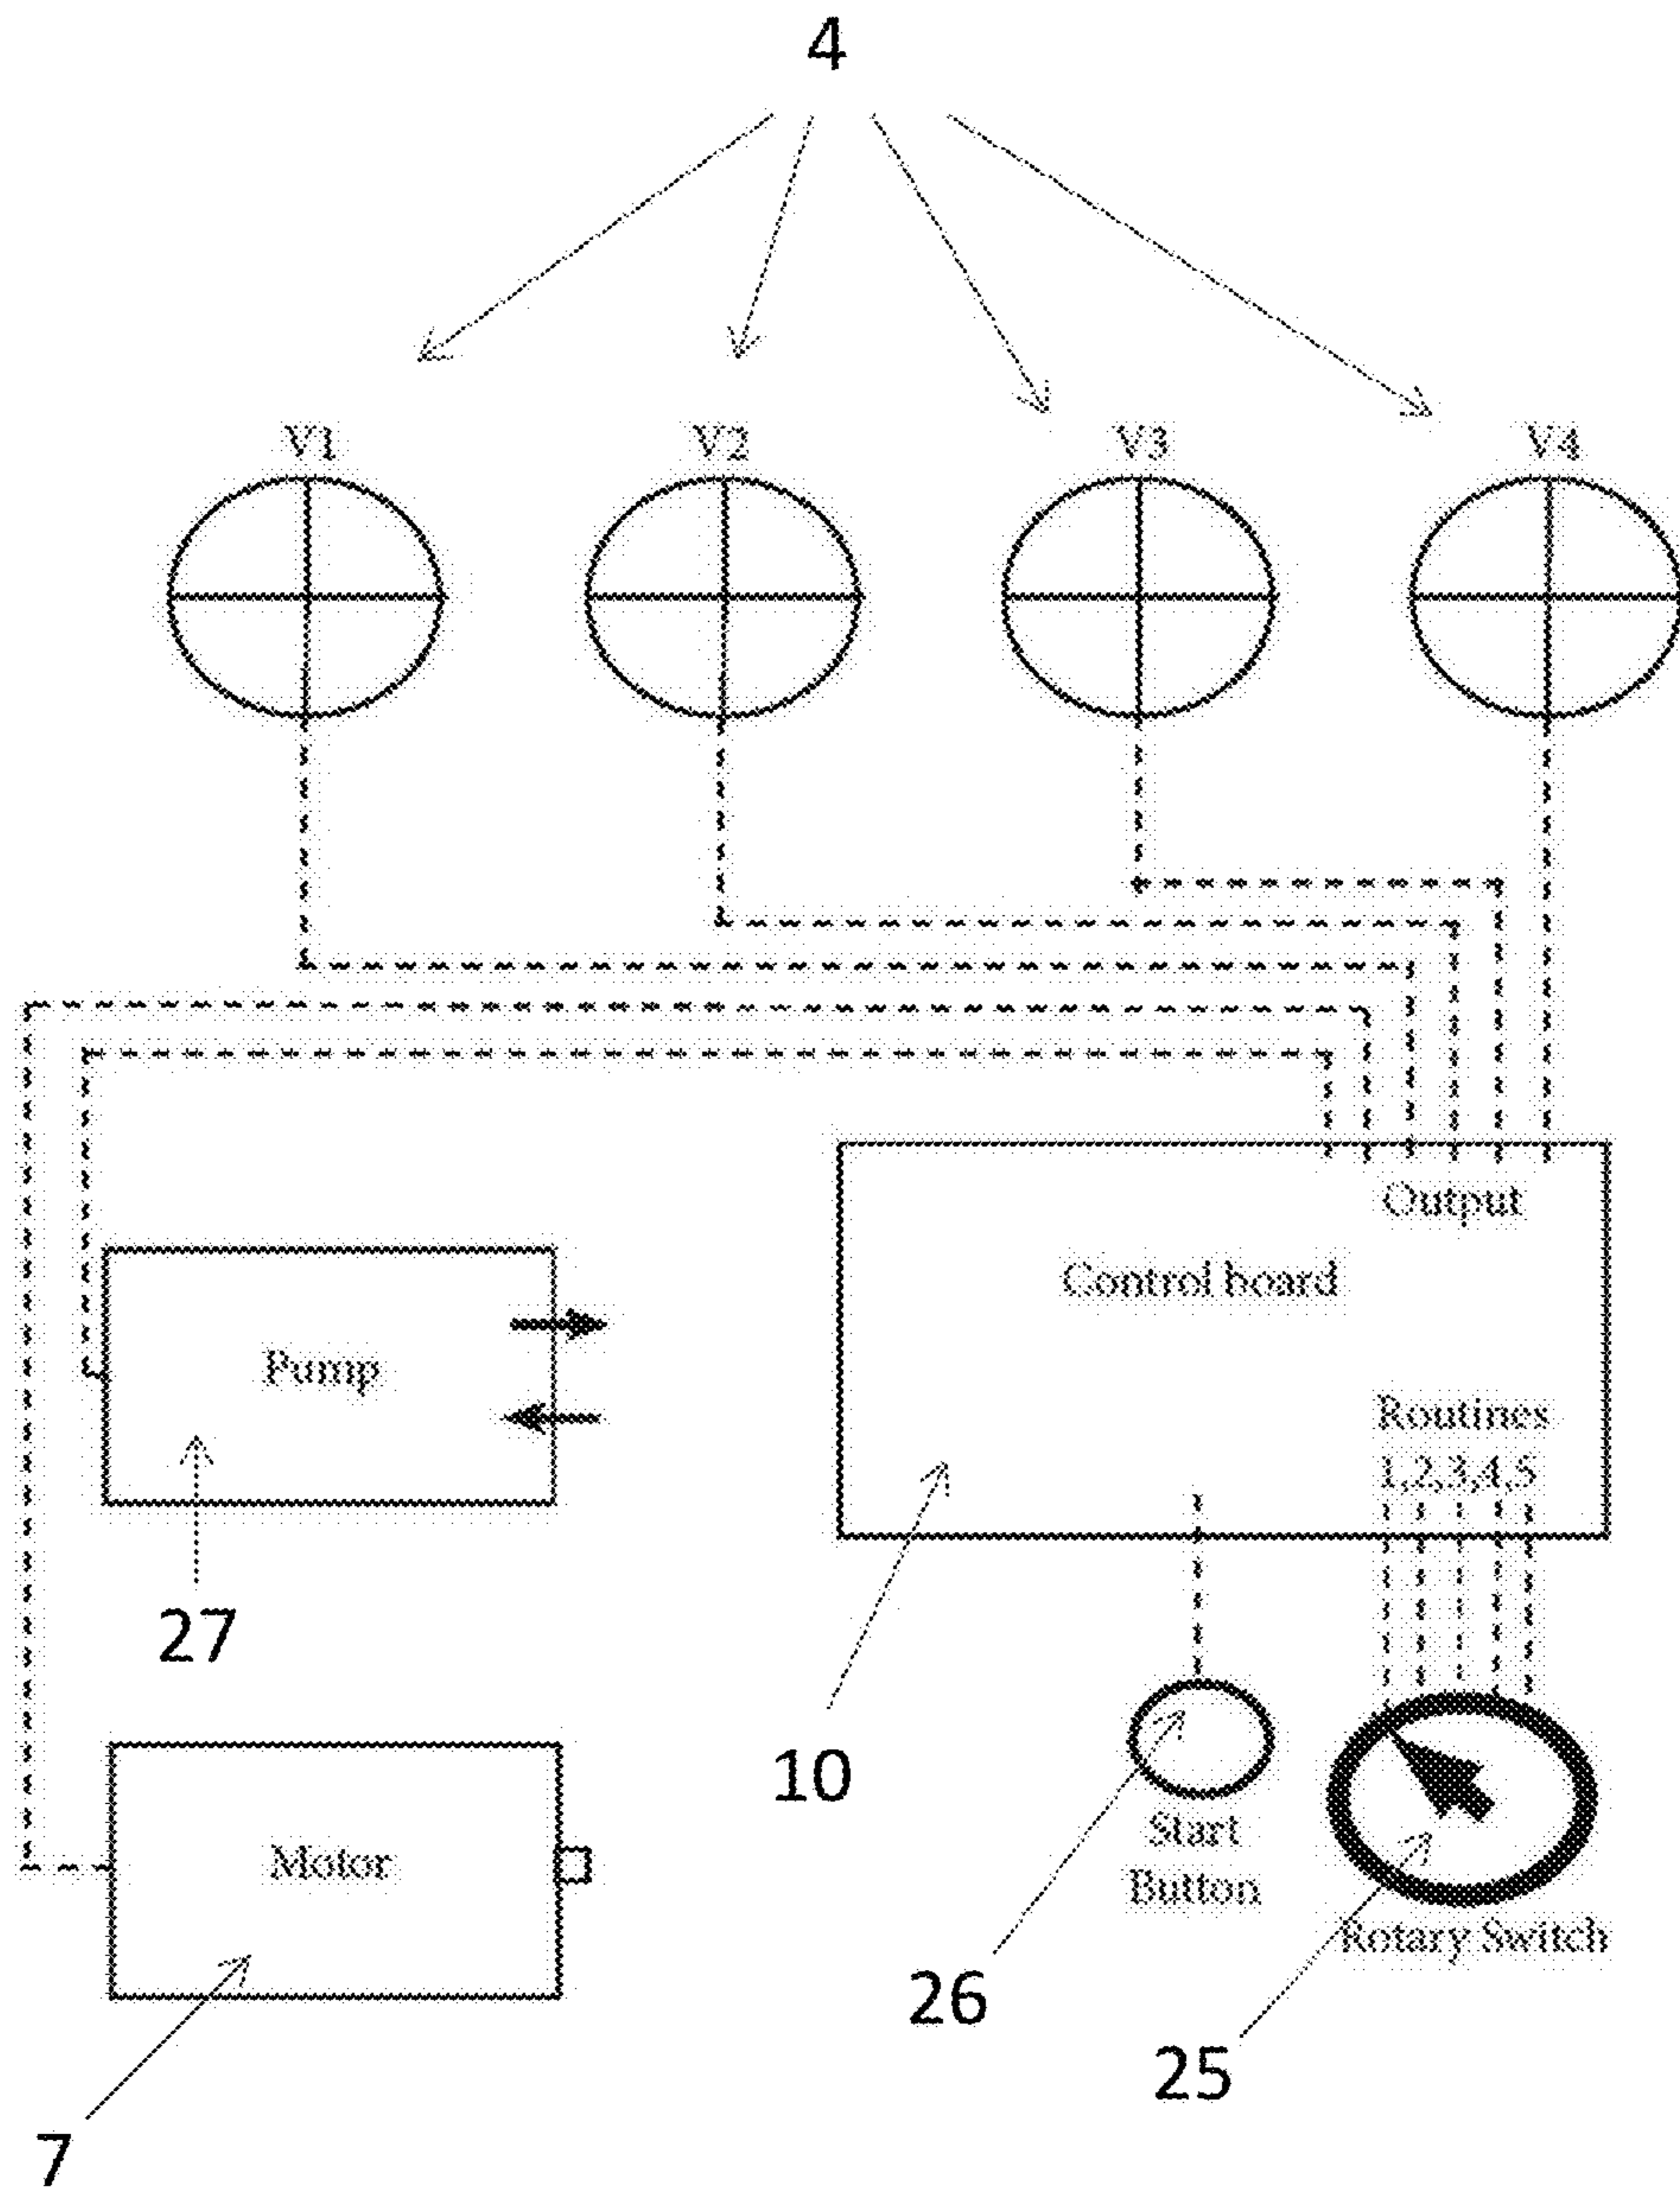 4
V1 V2 V3 V4
Output
Control board
Pump
Routines
1,2,3,4,5
27
10
Start
Button
Motor
Rotary Switch
26
25
7